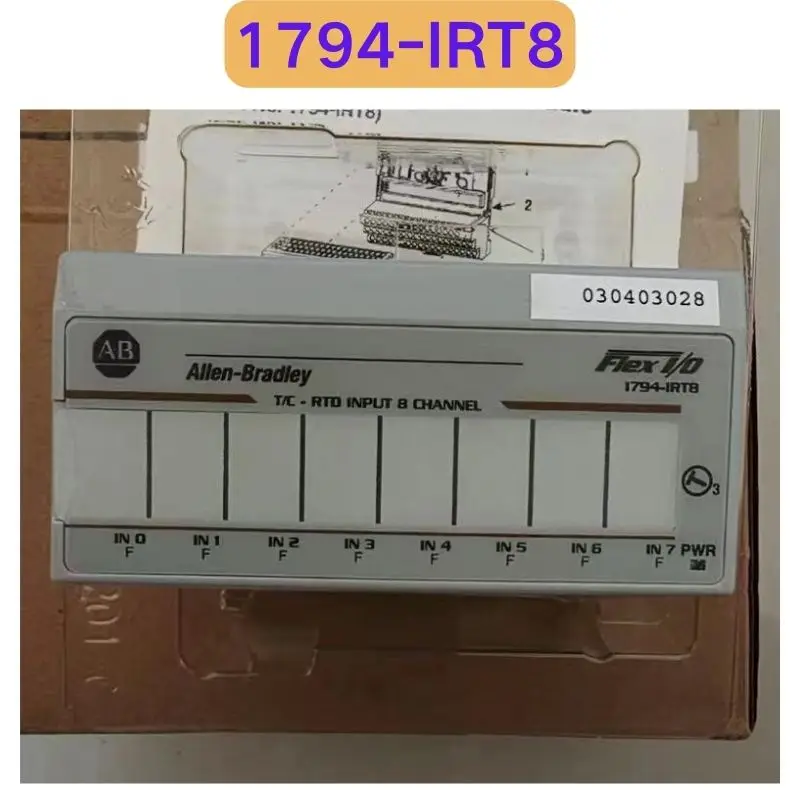 1794-IRT8
2
030403028
AB
Allen-Bradley
Flex I/O
1794-IRT8
T/C - RTD INPUT 8 CHANNEL
3
IN 0 IN 1 IN 2 IN 3 IN 4 IN 5 IN 6 IN 7 PWR
F F F F F F F F